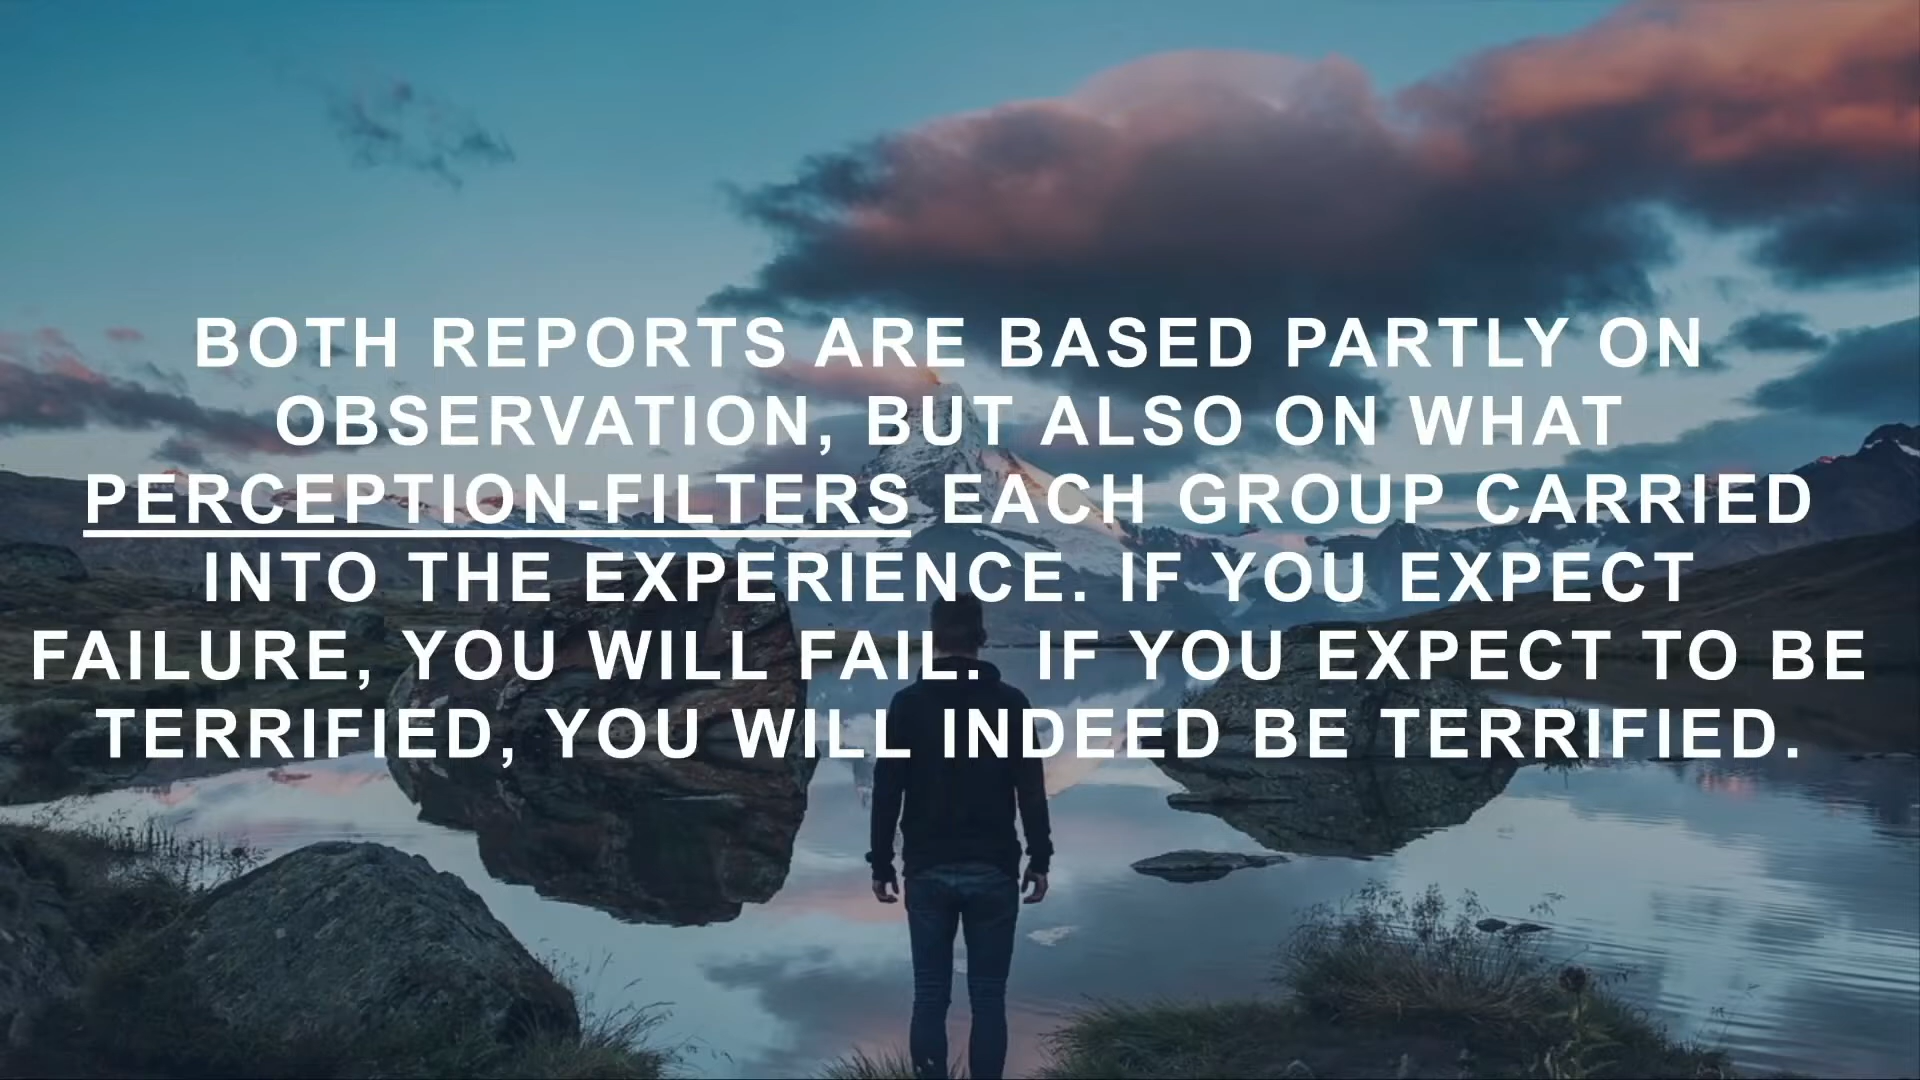 BOTH REPORTS ARE BASED PARTLY ON
OBSERVATION, BUT ALSO ON WHAT
PERCEPTION-FILTERS EACH GROUP CARRIED
INTO THE EXPERIENCE. IF YOU EXPECT
FAILURE, YOU WILL FAIL.  IF YOU EXPECT TO BE
TERRIFIED, YOU WILL INDEED BE TERRIFIED.